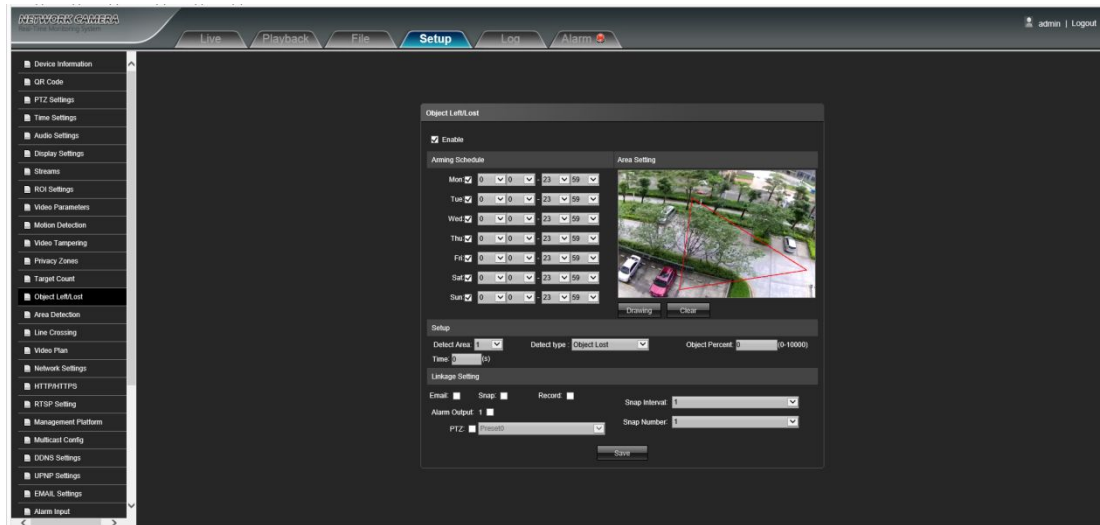 NETWORK CAMERA
Real-Time Monitoring System
admin | Logout
Live Playback File Setup Log Alarm
Device Information
QR Code
PTZ Settings
Time Settings
Audio Settings
Display Settings
Streams
ROI Settings
Video Parameters
Motion Detection
Video Tampering
Privacy Zones
Target Count
Object Left/Lost
Area Detection
Line Crossing
Video Plan
Network Settings
HTTP/HTTPS
RTSP Setting
Management Platform
Multicast Config
DDNS Settings
UPNP Settings
EMAIL Settings
Alarm Input
Object Left/Lost
Enable
Arming Schedule Area Setting
Mon: 0 0 - 23 59
Tue: 0 0 - 23 59
Wed: 0 0 - 23 59
Thu: 0 0 - 23 59
Fri: 0 0 - 23 59
Sat: 0 0 - 23 59
Sun: 0 0 - 23 59
Drawing Clear
Setup
Detect Area: 1 Detect type : Object Lost Object Percent: 0 (0-10000)
Time: 0 (s)
Linkage Setting
Email: Snap: Record: Snap Interval: 1
Alarm Output: 1
PTZ: Preset0 Snap Number: 1
Save